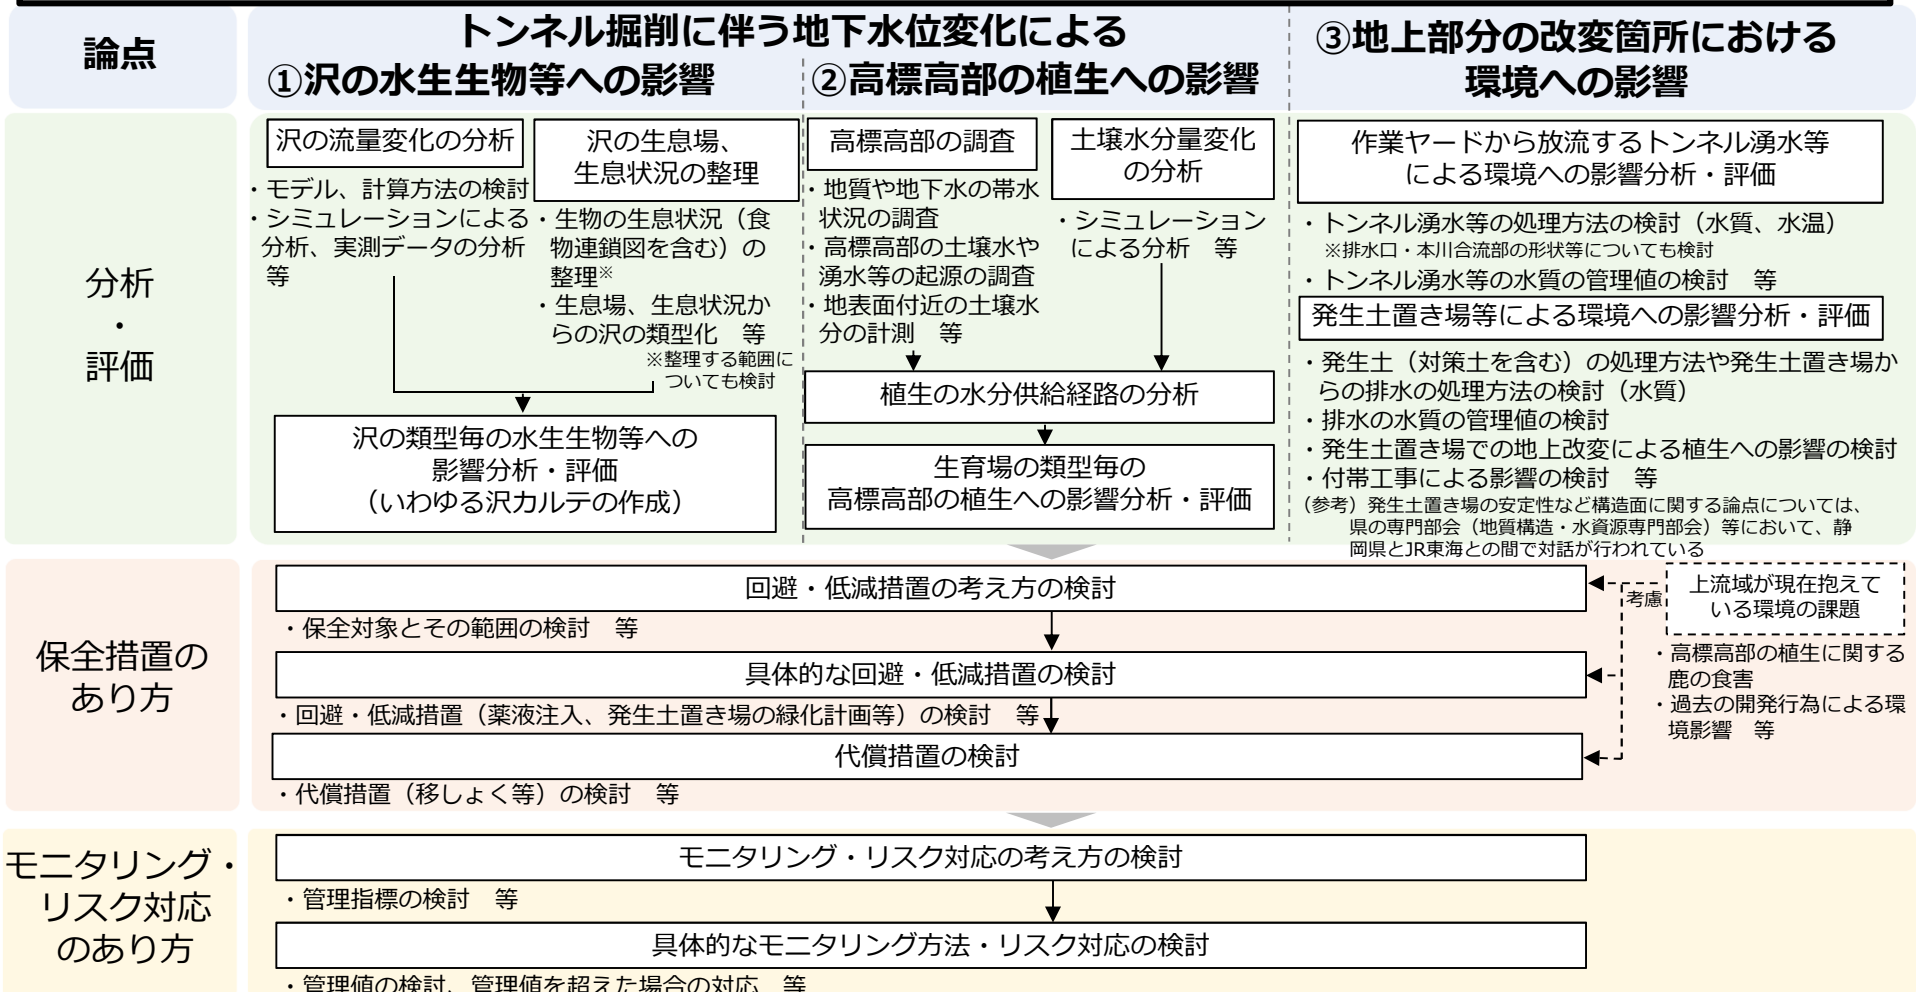 論点
トンネル掘削に伴う地下水位変化による
①沢の水生生物等への影響
②高標高部の植生への影響
③地上部分の改変箇所における
環境への影響
分析
・
評価
沢の流量変化の分析
・モデル、計算方法の検討
・シミュレーションによる
分析、実測データの分析
等
沢の生息場、
生息状況の整理
・生物の生息状況（食
物連鎖図を含む）の
整理※
・生息場、生息状況か
らの沢の類型化　等
※整理する範囲に
ついても検討
沢の類型毎の水生生物等への
影響分析・評価
（いわゆる沢カルテの作成）
高標高部の調査
・地質や地下水の帯水
状況の調査
・高標高部の土壌水や
湧水等の起源の調査
・地表面付近の土壌水
分の計測　等
土壌水分量変化
の分析
・シミュレーション
による分析　等
植生の水分供給経路の分析
生育場の類型毎の
高標高部の植生への影響分析・評価
作業ヤードから放流するトンネル湧水等
による環境への影響分析・評価
・トンネル湧水等の処理方法の検討（水質、水温）
※排水口・本川合流部の形状等についても検討
・トンネル湧水等の水質の管理値の検討　等
発生土置き場等による環境への影響分析・評価
・発生土（対策土を含む）の処理方法や発生土置き場か
らの排水の処理方法の検討（水質）
・排水の水質の管理値の検討
・発生土置き場での地上改変による植生への影響の検討
・付帯工事による影響の検討　等
（参考）発生土置き場の安定性など構造面に関する論点については、
県の専門部会（地質構造・水資源専門部会）等において、静
岡県とJR東海との間で対話が行われている
保全措置の
あり方
回避・低減措置の考え方の検討
・保全対象とその範囲の検討　等
具体的な回避・低減措置の検討
・回避・低減措置（薬液注入、発生土置き場の緑化計画等）の検討　等
代償措置の検討
・代償措置（移しょく等）の検討　等
考慮
上流域が現在抱えて
いる環境の課題
・高標高部の植生に関する
鹿の食害
・過去の開発行為による環
境影響　等
モニタリング・
リスク対応
のあり方
モニタリング・リスク対応の考え方の検討
・管理指標の検討　等
具体的なモニタリング方法・リスク対応の検討
・管理値の検討、管理値を超えた場合の対応　等